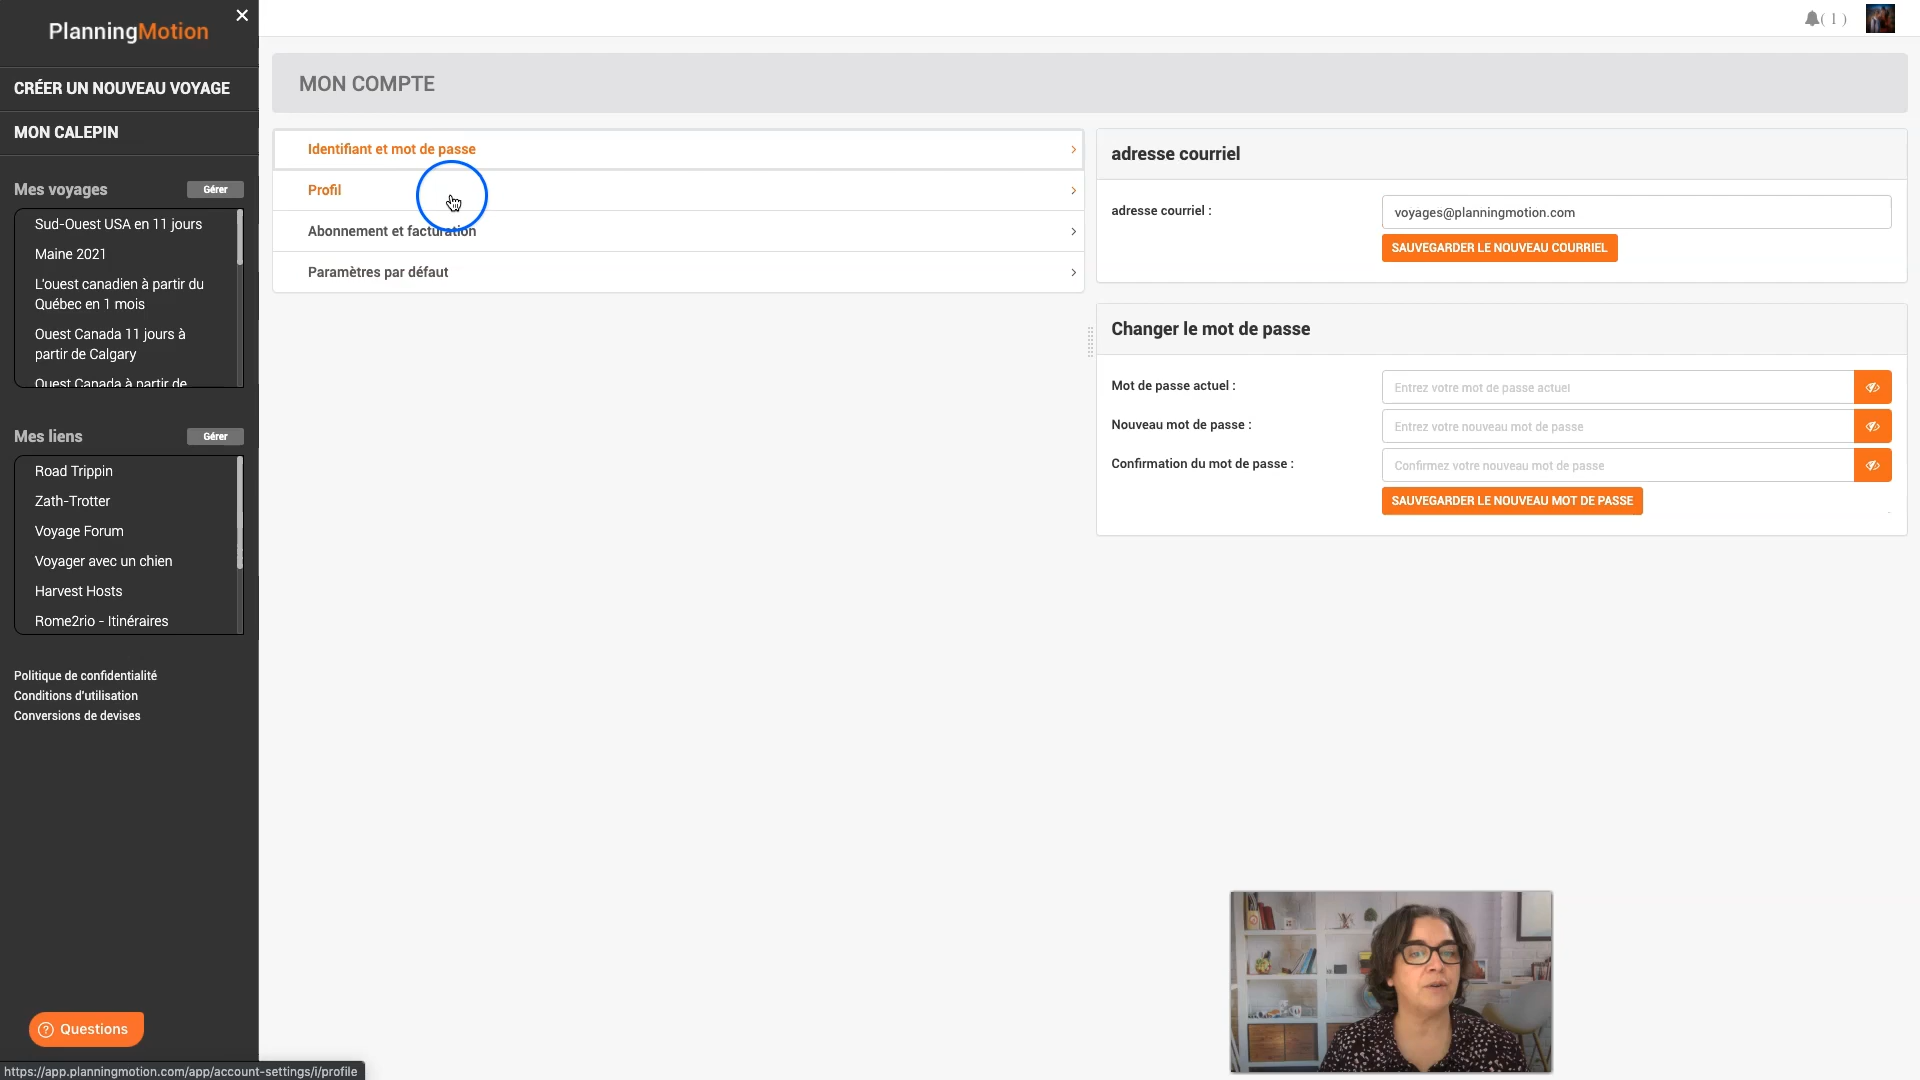 PlanningMotion
CRÉER UN NOUVEAU VOYAGE
MON CALEPIN
Mes voyages
Gérer
Sud-Ouest USA en 11 jours
Maine 2021
L'ouest canadien à partir du
Québec en 1 mois
Ouest Canada 11 jours à
partir de Calgary
Ouest Canada à partir de
Mes liens
Gérer
Road Trippin
Zath-Trotter
Voyage Forum
Voyager avec un chien
Harvest Hosts
Rome2rio - Itinéraires
Politique de confidentialité
Conditions d'utilisation
Conversions de devises
? Questions
https://app.planningmotion.com/app/account-settings/i/profile
( 1 )
MON COMPTE
Identifiant et mot de passe
Profil
Abonnement et facturation
Paramètres par défaut
adresse courriel
adresse courriel :
voyages@planningmotion.com
SAUVEGARDER LE NOUVEAU COURRIEL
Changer le mot de passe
Mot de passe actuel :
Entrez votre mot de passe actuel
Nouveau mot de passe :
Entrez votre nouveau mot de passe
Confirmation du mot de passe :
Confirmez votre nouveau mot de passe
SAUVEGARDER LE NOUVEAU MOT DE PASSE